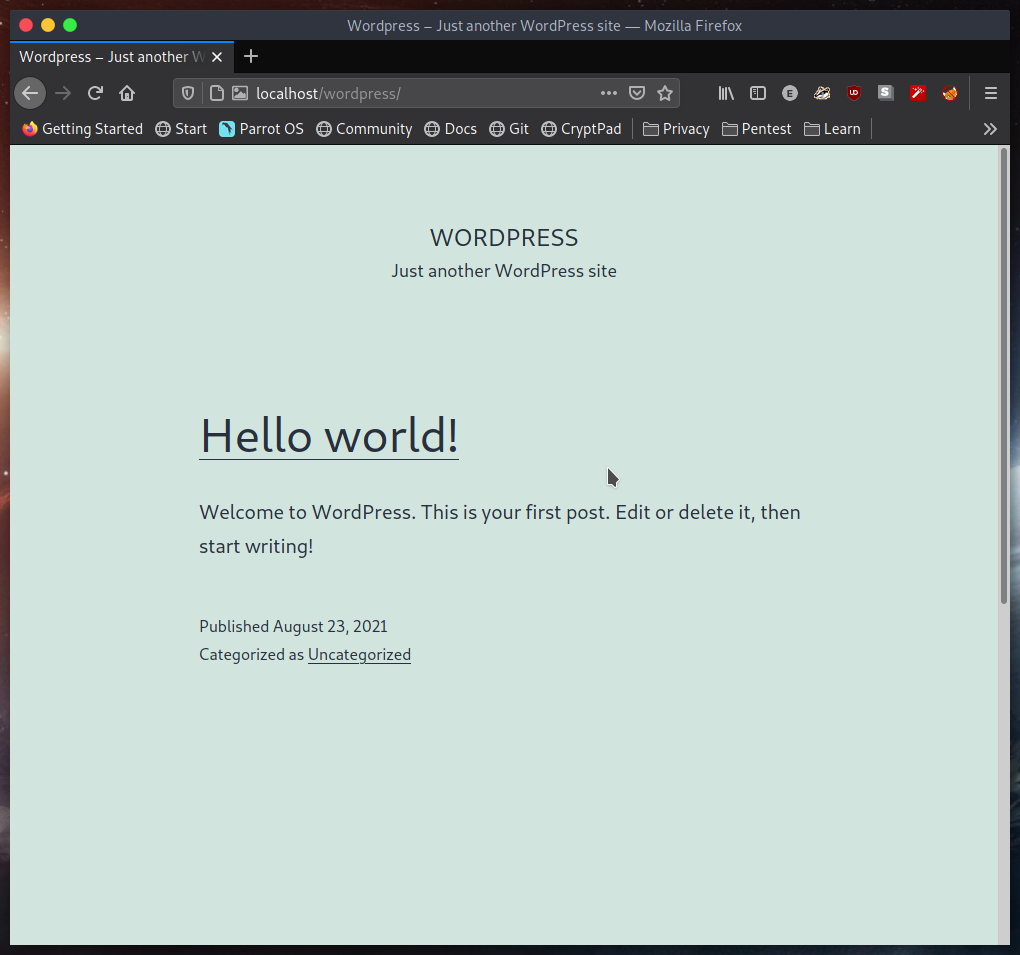 Wordpress – Just another WordPress site — Mozilla Firefox
Wordpress – Just another W
localhost/wordpress/
E
UD
S
Getting Started Start Parrot OS Community Docs Git CryptPad Privacy Pentest Learn
WORDPRESS
Just another WordPress site
Hello world!
Welcome to WordPress. This is your first post. Edit or delete it, then
start writing!
Published August 23, 2021
Categorized as Uncategorized